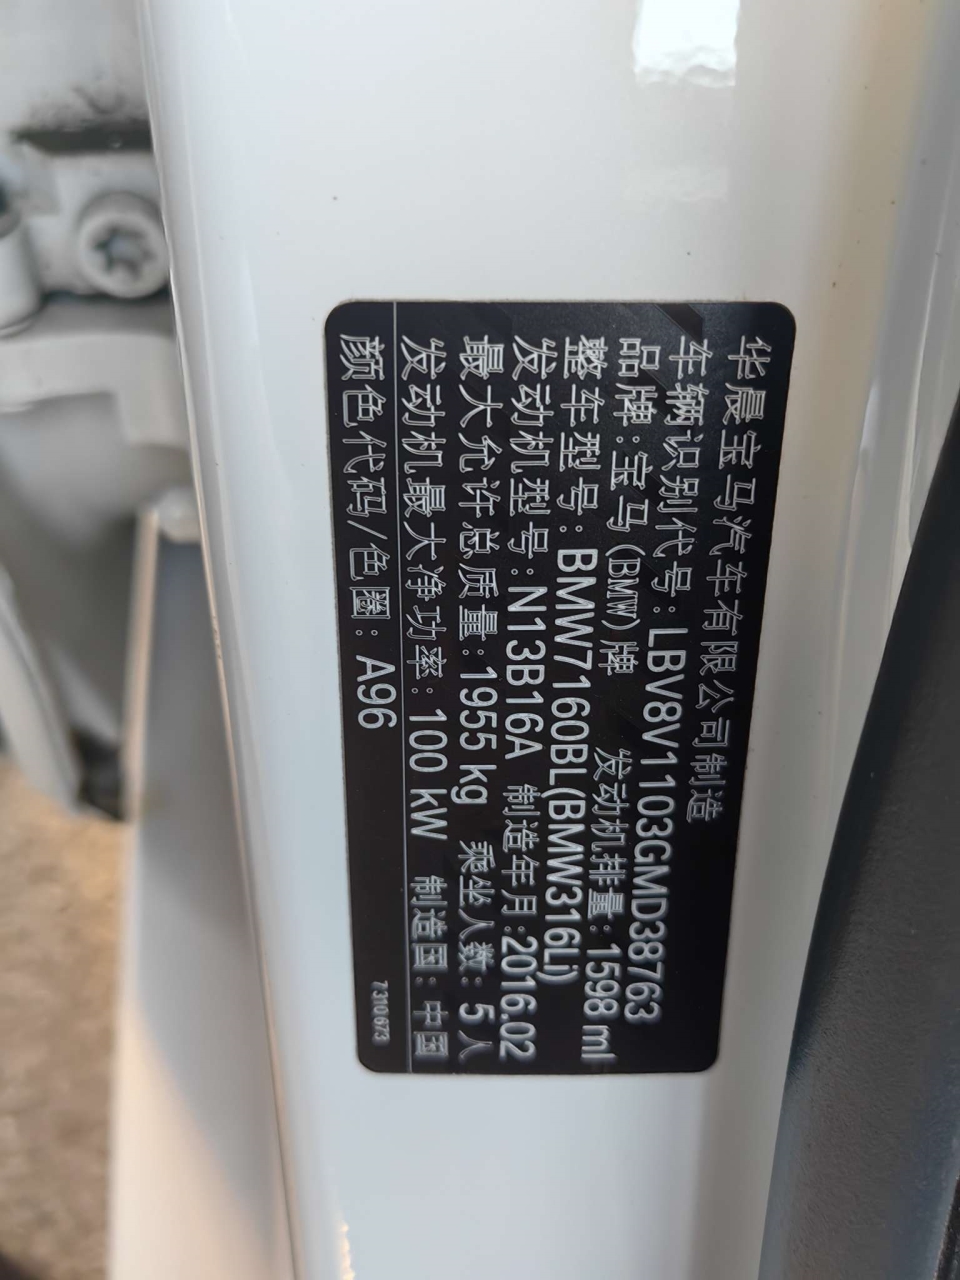 华晨宝马汽车有限公司制造
车辆识别代号:LBV8V1103GMD38763
品牌:宝马(BMW)牌 发动机排量:1598 ml
整车型号:BMW7160BL(BMW316Li)
发动机型号:N13B16A 制造年月:2016.02
最大允许总质量:1955 kg 乘坐人数:5人
发动机最大净功率:100 kW 制造国:中国
颜色代码/色圈:A96 7310673